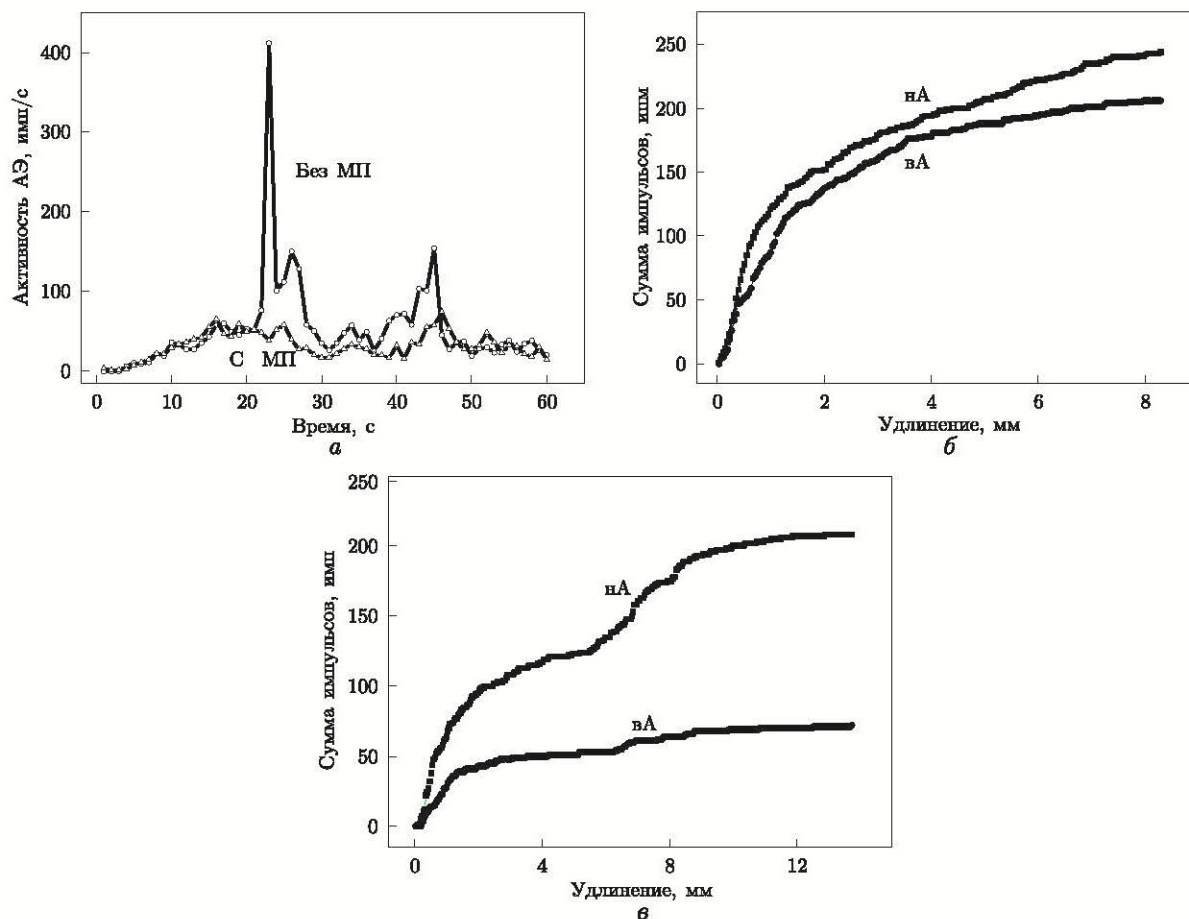 400
300
200
100
0
Активность АЭ, имп/с
Без МП
С МП
0 10 20 30 40 50 60
Время, с
а
250
200
150
100
50
0
Сумма импульсов, имп
нА
вА
0 2 4 6 8
Удлинение, мм
б
250
200
150
100
50
0
Сумма импульсов, имп
нА
вА
0 4 8 12
Удлинение, мм
в